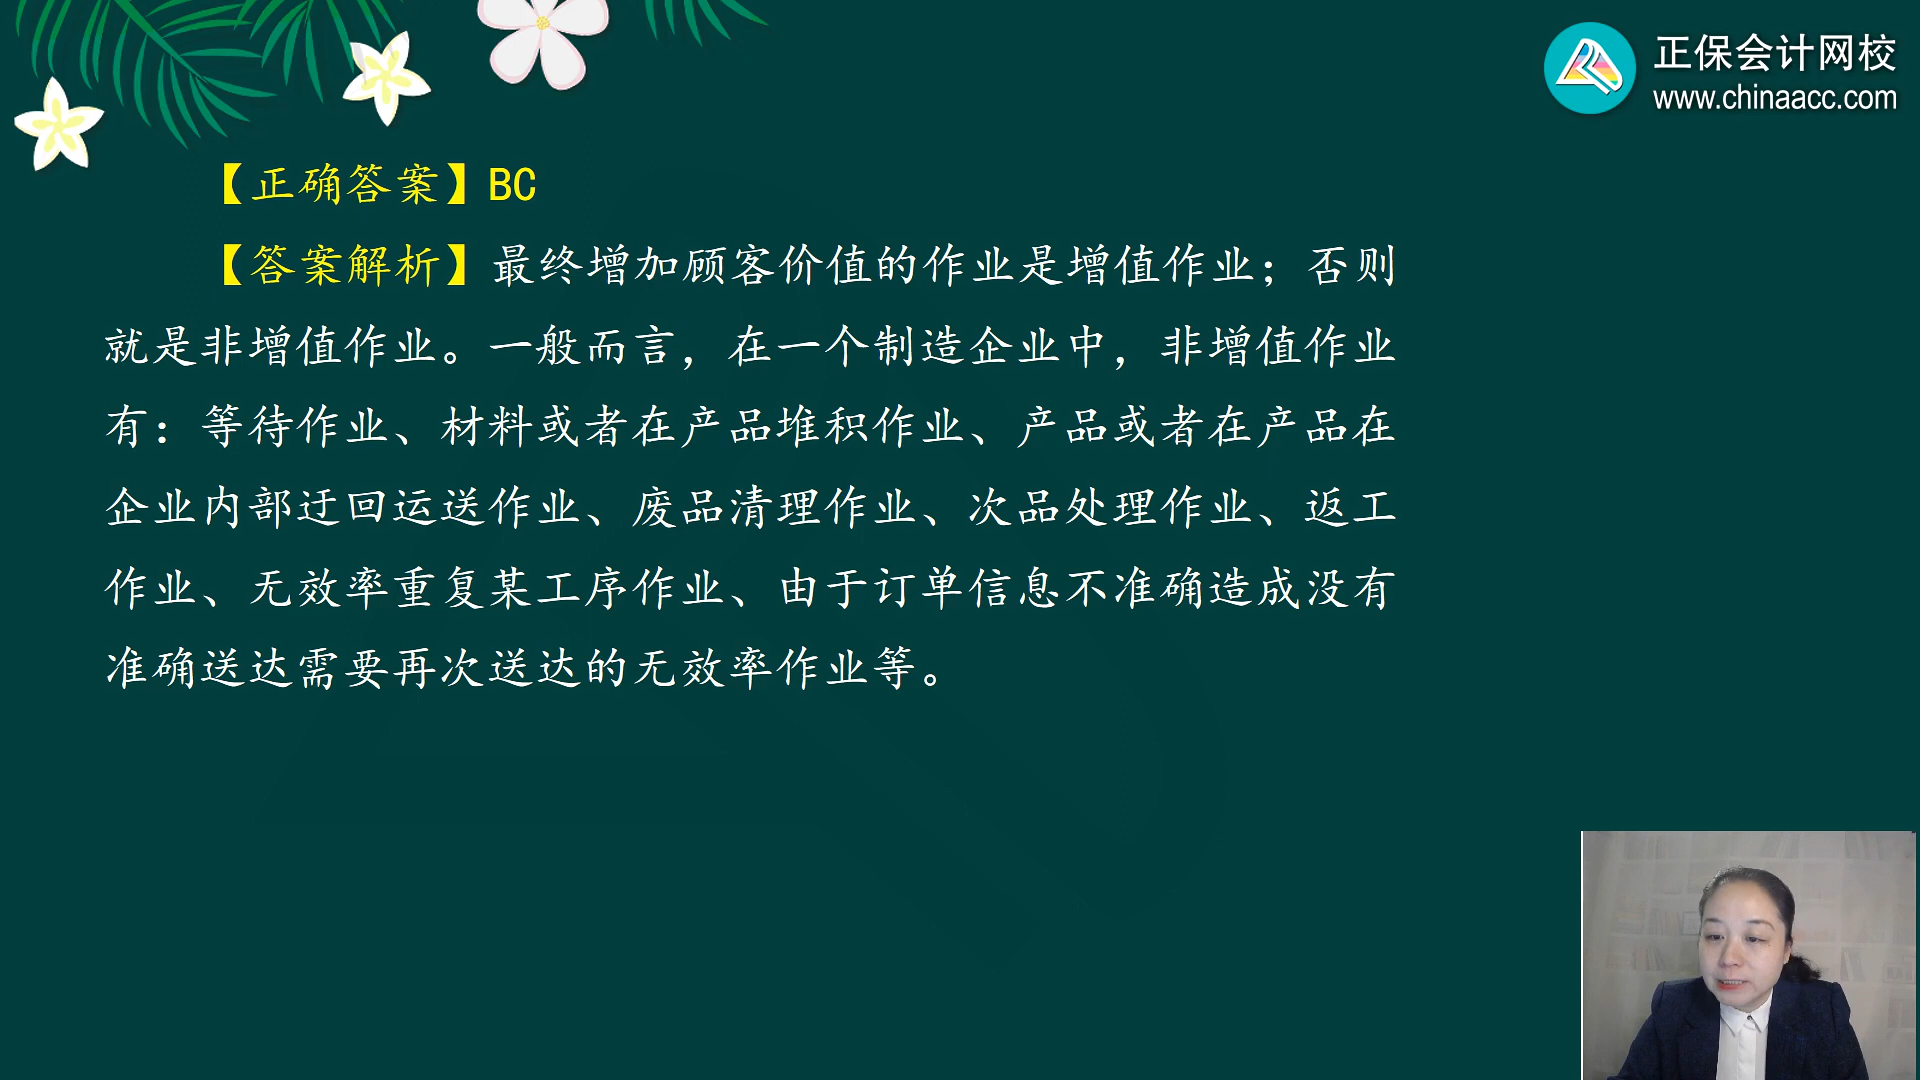 正保会计网校
www.chinaacc.com
【正确答案】BC
【答案解析】最终增加顾客价值的作业是增值作业；否则
就是非增值作业。一般而言，在一个制造企业中，非增值作业
有：等待作业、材料或者在产品堆积作业、产品或者在产品在
企业内部迂回运送作业、废品清理作业、次品处理作业、返工
作业、无效率重复某工序作业、由于订单信息不准确造成没有
准确送达需要再次送达的无效率作业等。